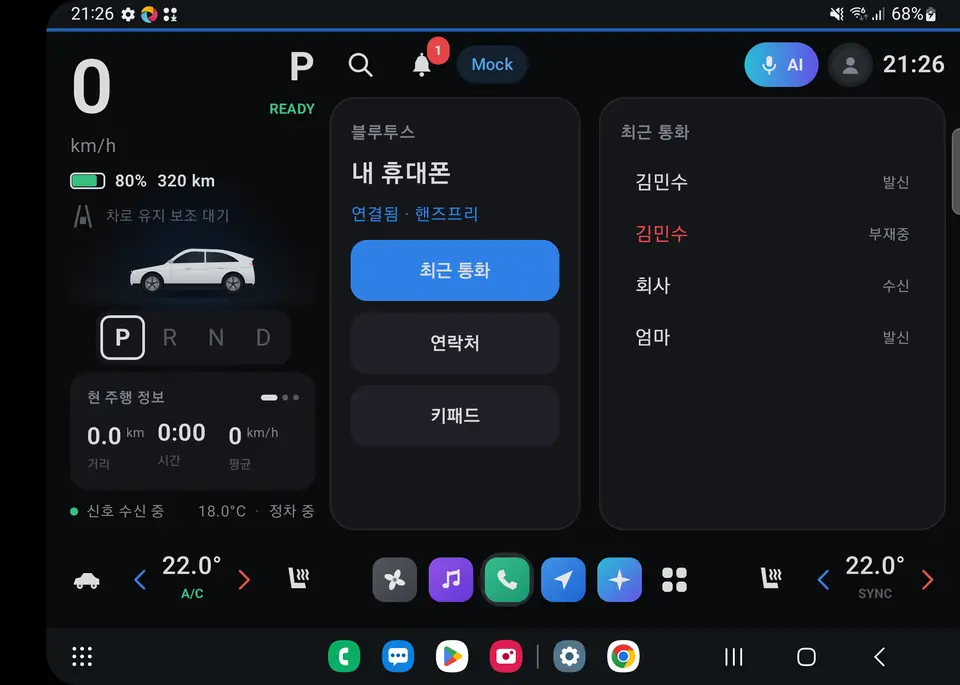 21:26
68%
0
P
READY
km/h
80% 320 km
차로 유지 보조 대기
P R N D
현 주행 정보
0.0 km 0:00 0 km/h
거리 시간 평균
신호 수신 중 18.0°C · 정차 중
1
Mock
AI
21:26
블루투스
내 휴대폰
연결됨 · 핸즈프리
최근 통화
연락처
키패드
최근 통화
김민수 발신
김민수 부재중
회사 수신
엄마 발신
22.0°
A/C
22.0°
SYNC